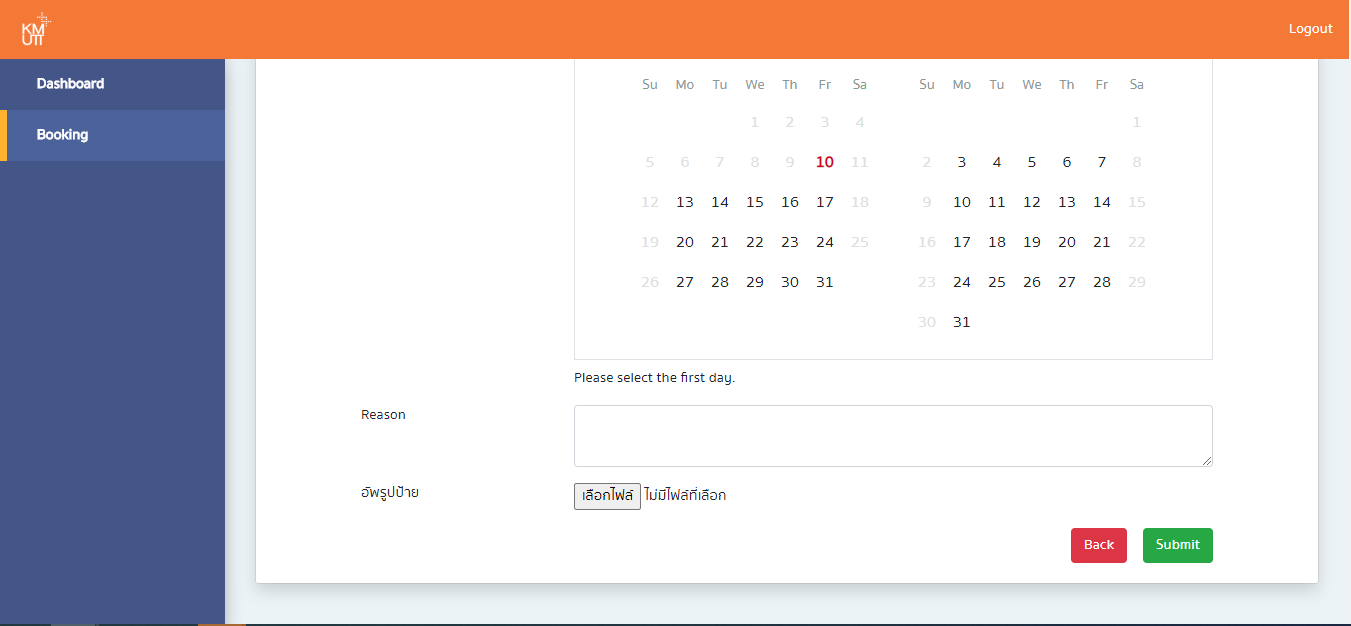 KM
UTT
Logout
Dashboard
Booking
Su Mo Tu We Th Fr Sa Su Mo Tu We Th Fr Sa
1 2 3 4 1
5 6 7 8 9 10 11 2 3 4 5 6 7 8
12 13 14 15 16 17 18 9 10 11 12 13 14 15
19 20 21 22 23 24 25 16 17 18 19 20 21 22
26 27 28 29 30 31 23 24 25 26 27 28 29
30 31
Please select the first day.
Reason
อัพรูปป้าย
เลือกไฟล์ ไม่มีไฟล์ที่เลือก
Back Submit